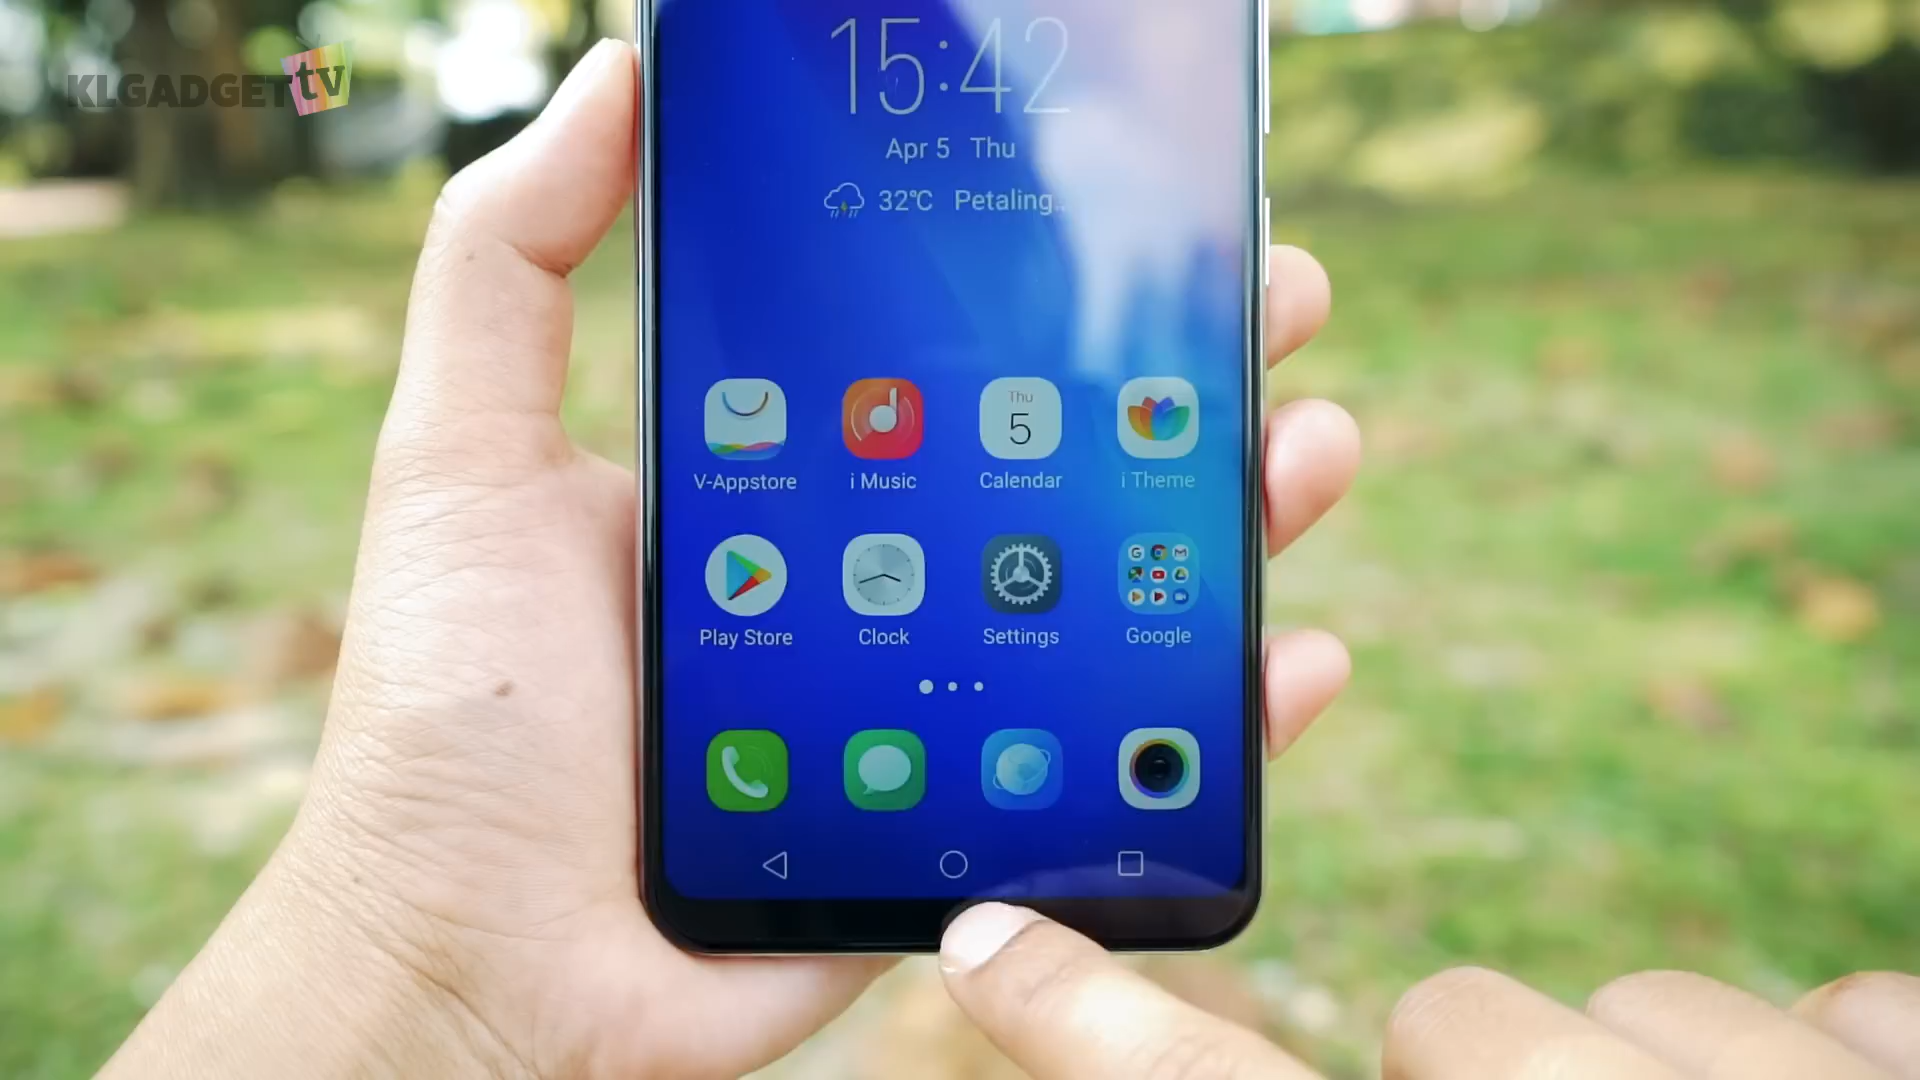 KLGADGETtv
15:42
Apr 5 Thu
32°C Petaling..
Thu
5
V-Appstore
i Music
Calendar
i Theme
G
Play Store
Clock
Settings
Google